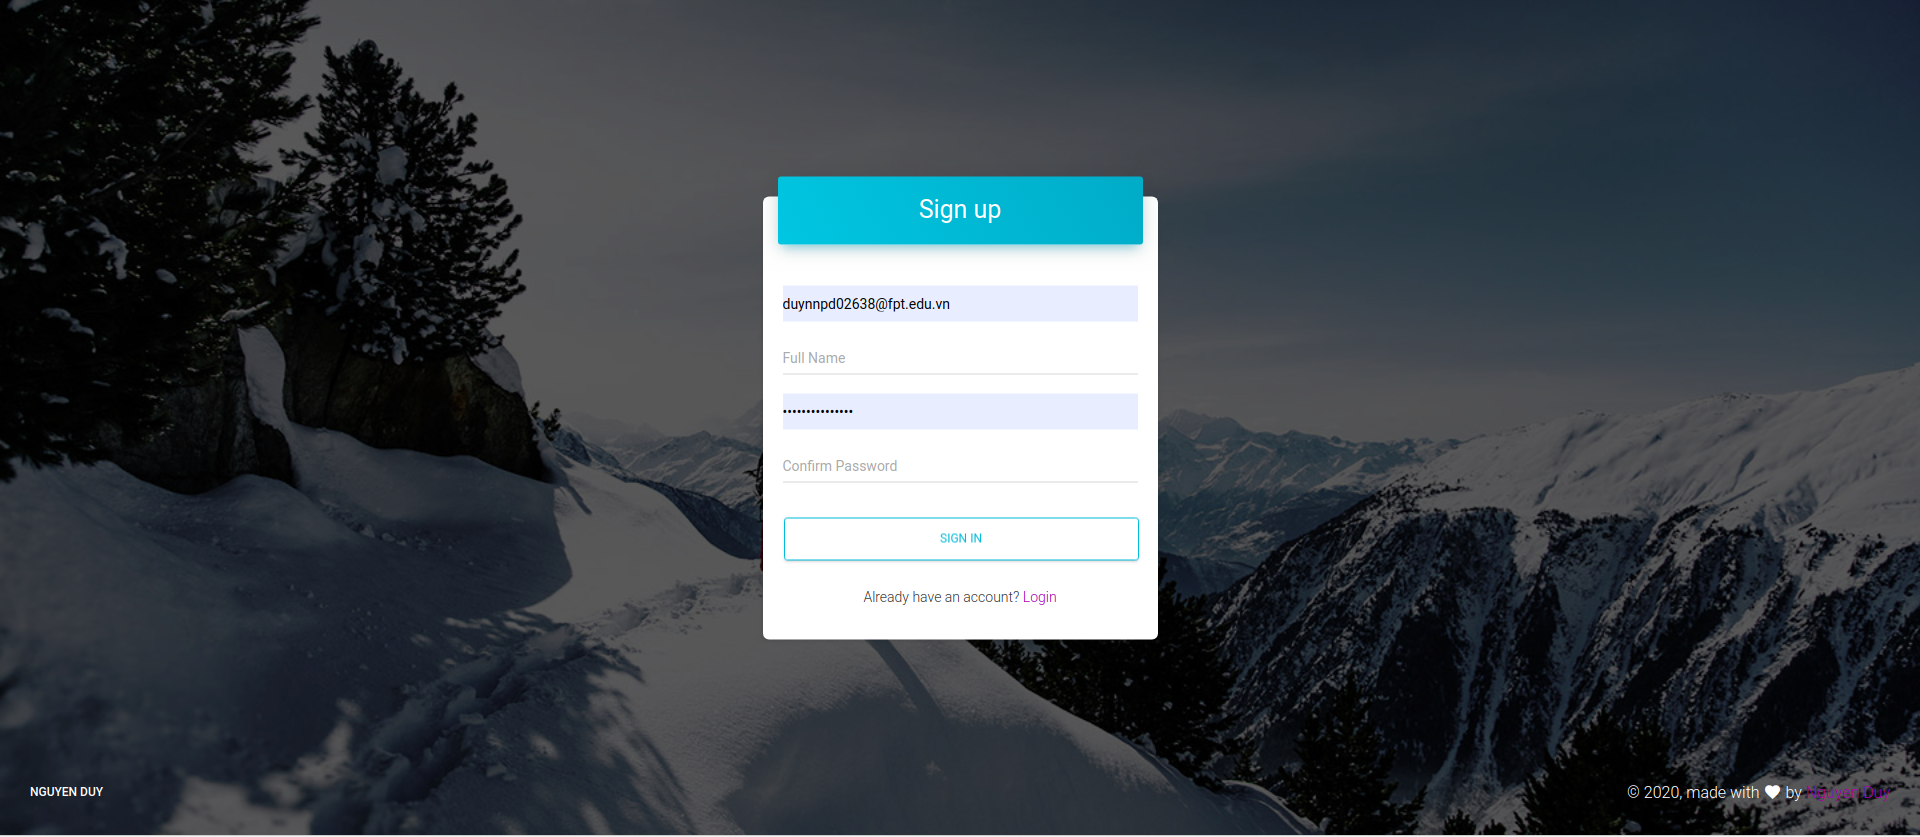 Sign up
duynnpd02638@fpt.edu.vn
Full Name
•••••••••••••••
Confirm Password
SIGN IN
Already have an account? Login
NGUYEN DUY
© 2020, made with ♥ by Nguyen Duy